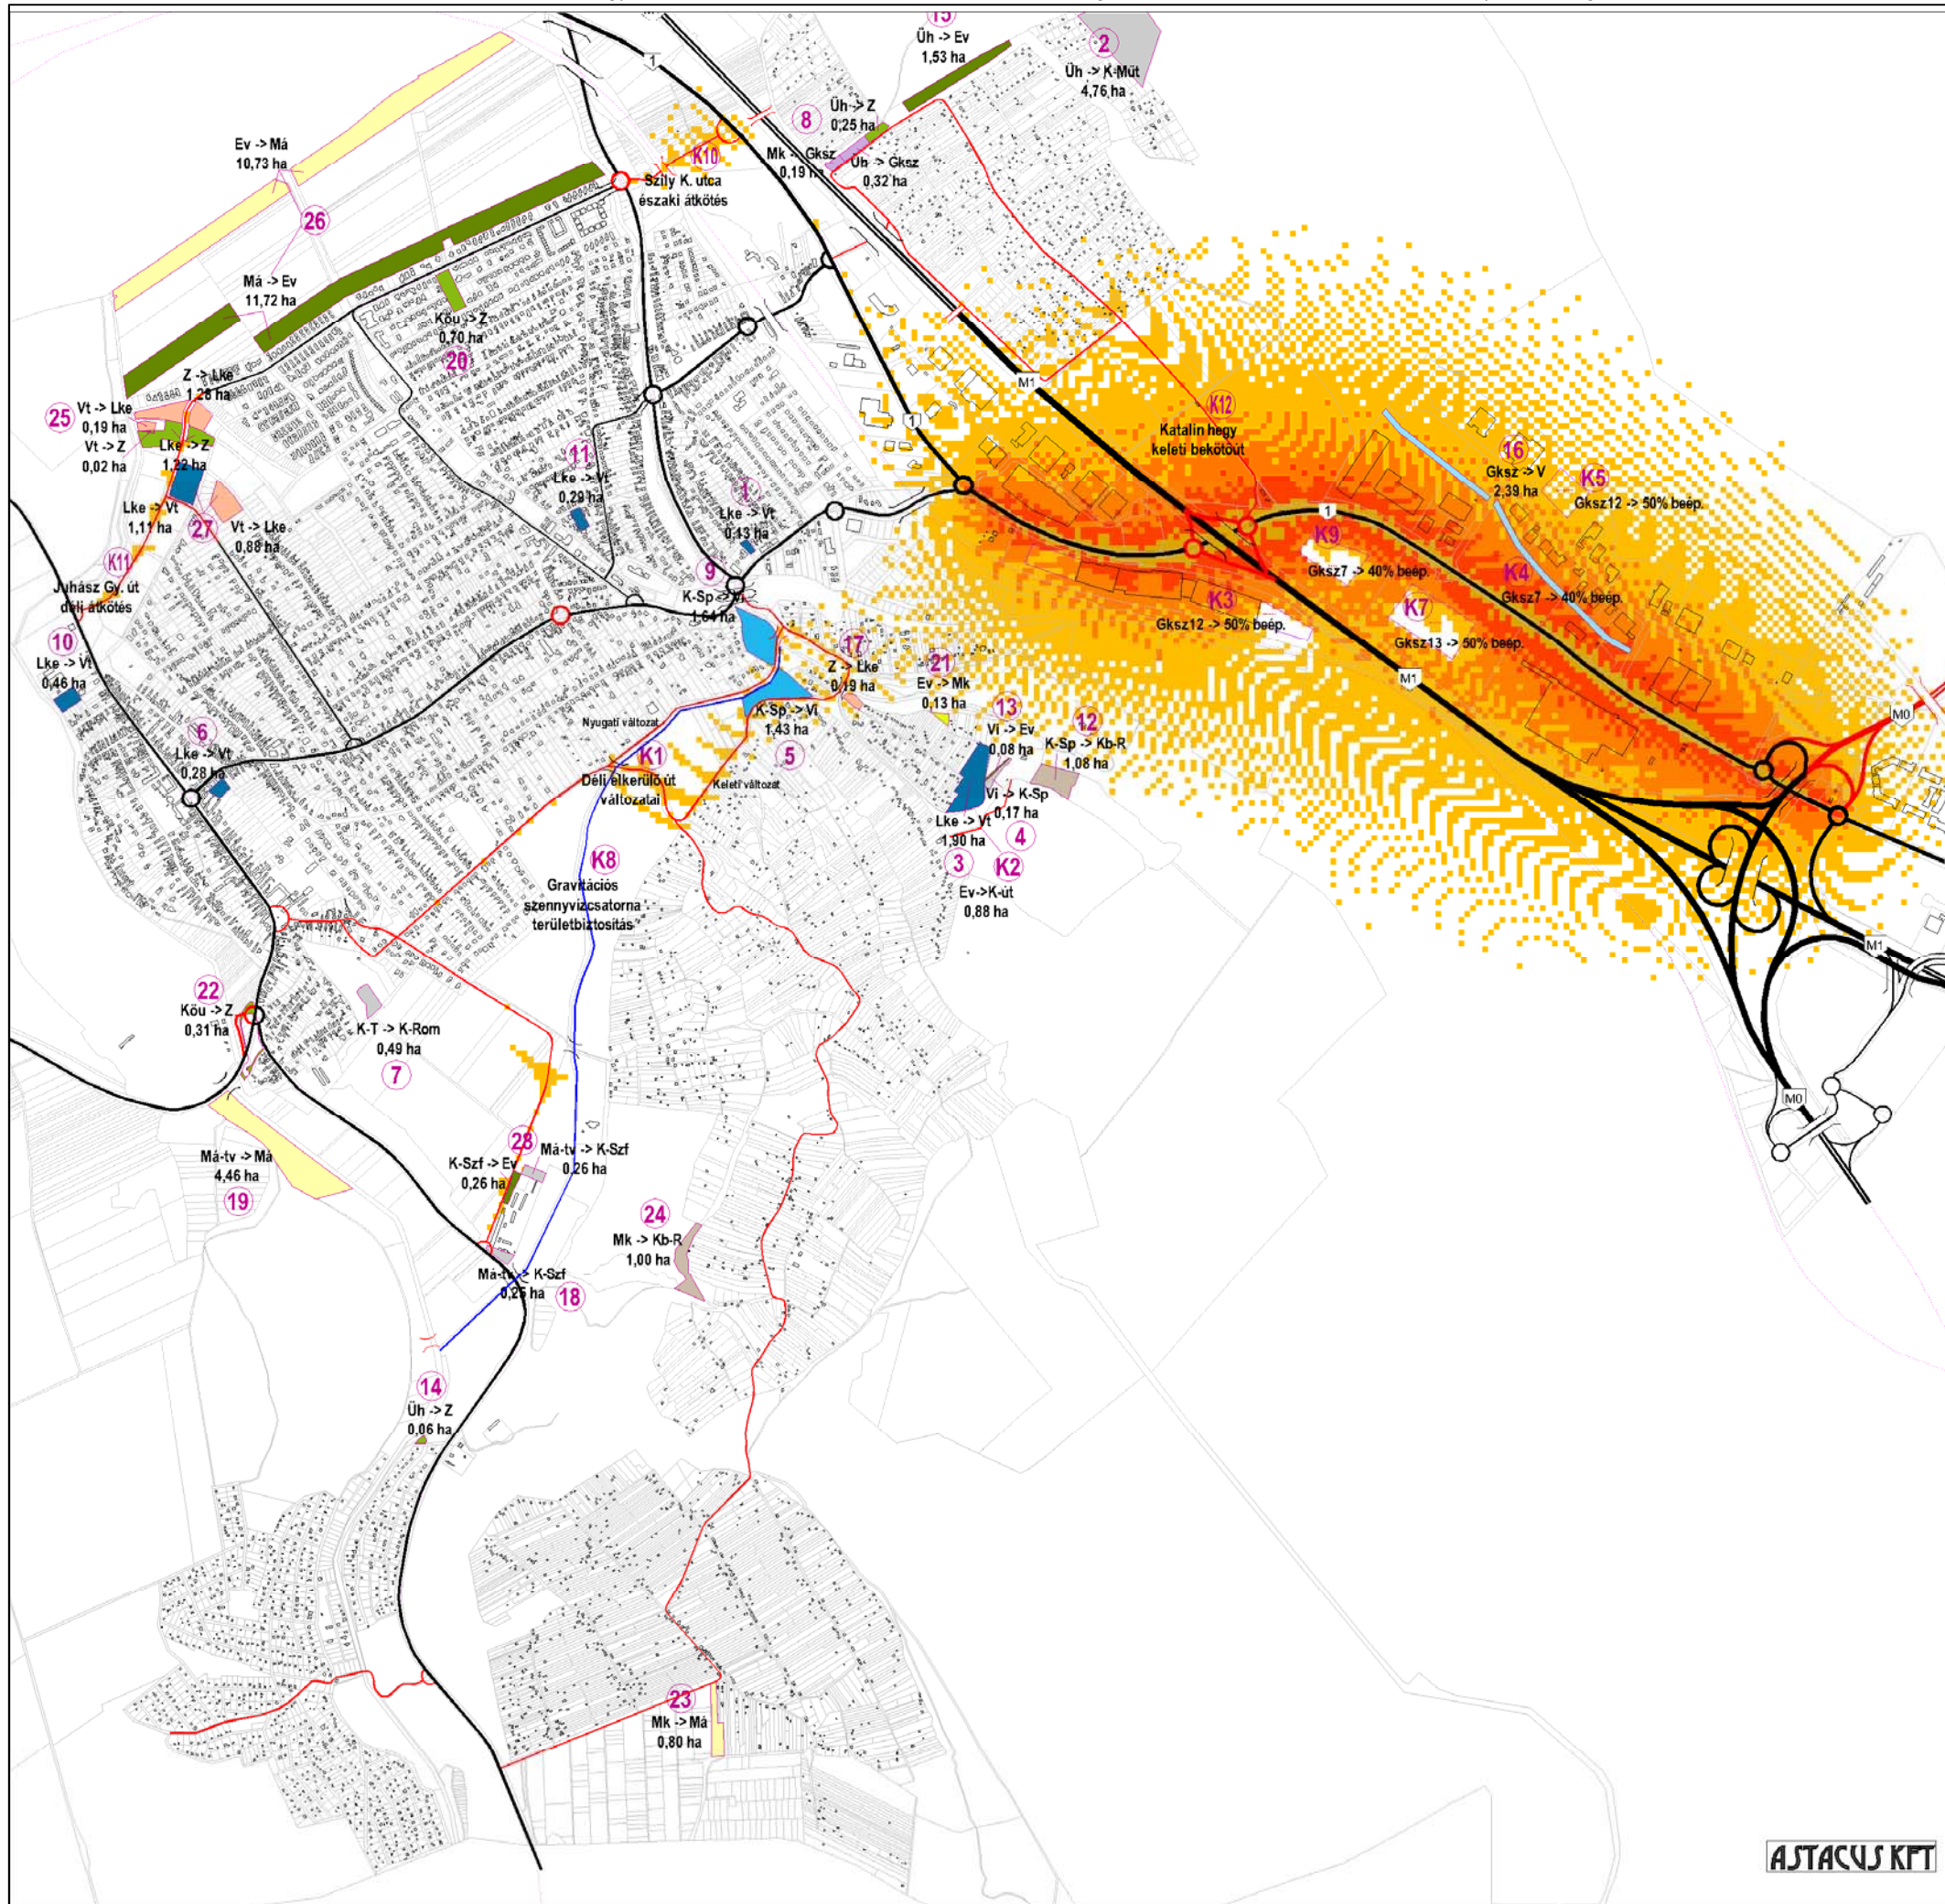 15
Üh -> Ev
1,53 ha
2
Üh -> K-Műt
4,76 ha
1
8
Üh -> Z
0,25 ha
Mk -> Gksz
0,19 ha
Üh -> Gksz
0,32 ha
Ev -> Má
10,73 ha
26
Má -> Ev
11,72 ha
K10
Szily K. utca
északi átkötés
Köu -> Z
0,70 ha
20
Z -> Lke
1,28 ha
25
Vt -> Lke
0,19 ha
Vt -> Z
0,02 ha
Lke -> Z
1,22 ha
Lke -> Vt
1,11 ha
27
Vt -> Lke
0,88 ha
K11
Juhász Gy. út
déli átkötés
10
Lke -> Vt
0,46 ha
6
Lke -> Vt
0,28 ha
11
Lke -> Vt
0,29 ha
1
Lke -> Vt
0,13 ha
9
K-Sp -> Vi
1,64 ha
M1
1
K12
Katalin hegy
keleti bekötőút
16
Gksz -> V
2,39 ha
K5
Gksz12 -> 50% beép.
1
K9
Gksz7 -> 40% beép.
K4
Gksz7 -> 40% beép.
K3
Gksz12 -> 50% beép.
K7
Gksz13 -> 50% beép.
M1
M0
17
Z -> Lke
0,19 ha
21
Ev -> Mk
0,13 ha
K-Sp -> Vi
1,43 ha
5
13
Vi -> Ev
0,08 ha
12
K-Sp -> Kb-R
1,08 ha
Vi -> K-Sp
0,17 ha
4
Lke -> Vt
1,90 ha
3
K2
Ev->K-út
0,88 ha
Nyugati változat
K1
Déli elkerülő út
változatai
Keleti változat
K8
Gravitációs
szennyvízcsatorna
területbiztosítás
M1
M0
22
Köu -> Z
0,31 ha
K-T -> K-Rom
0,49 ha
7
Má-tv -> Má
4,46 ha
19
28
Má-tv -> K-Szf
0,26 ha
K-Szf -> Ev
0,26 ha
Má-tv -> K-Szf
0,25 ha
18
24
Mk -> Kb-R
1,00 ha
14
Üh -> Z
0,06 ha
23
Mk -> Má
0,80 ha
ASTACUS KFT